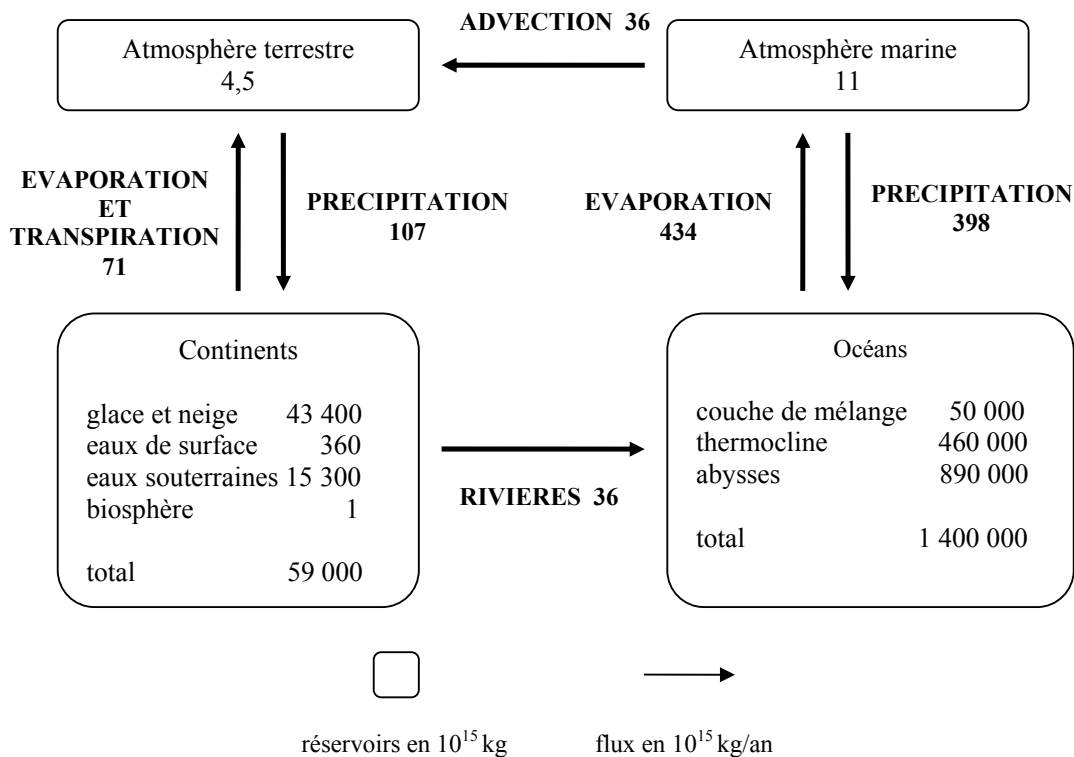 ADVECTION 36
Atmosphère terrestre
4,5
Atmosphère marine
11
EVAPORATION
ET
TRANSPIRATION
71
PRECIPITATION
107
EVAPORATION
434
PRECIPITATION
398
Continents
glace et neige 43 400
eaux de surface 360
eaux souterraines 15 300
biosphère 1
total 59 000
RIVIERES 36
Océans
couche de mélange 50 000
thermocline 460 000
abysses 890 000
total 1 400 000
réservoirs en 10¹⁵ kg
flux en 10¹⁵ kg/an